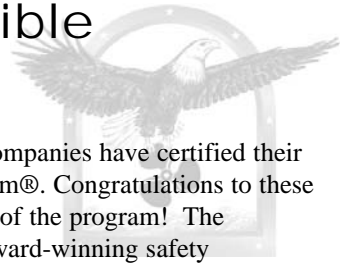 ible
ompanies have certified their
m®. Congratulations to these
of the program! The
ward-winning safety